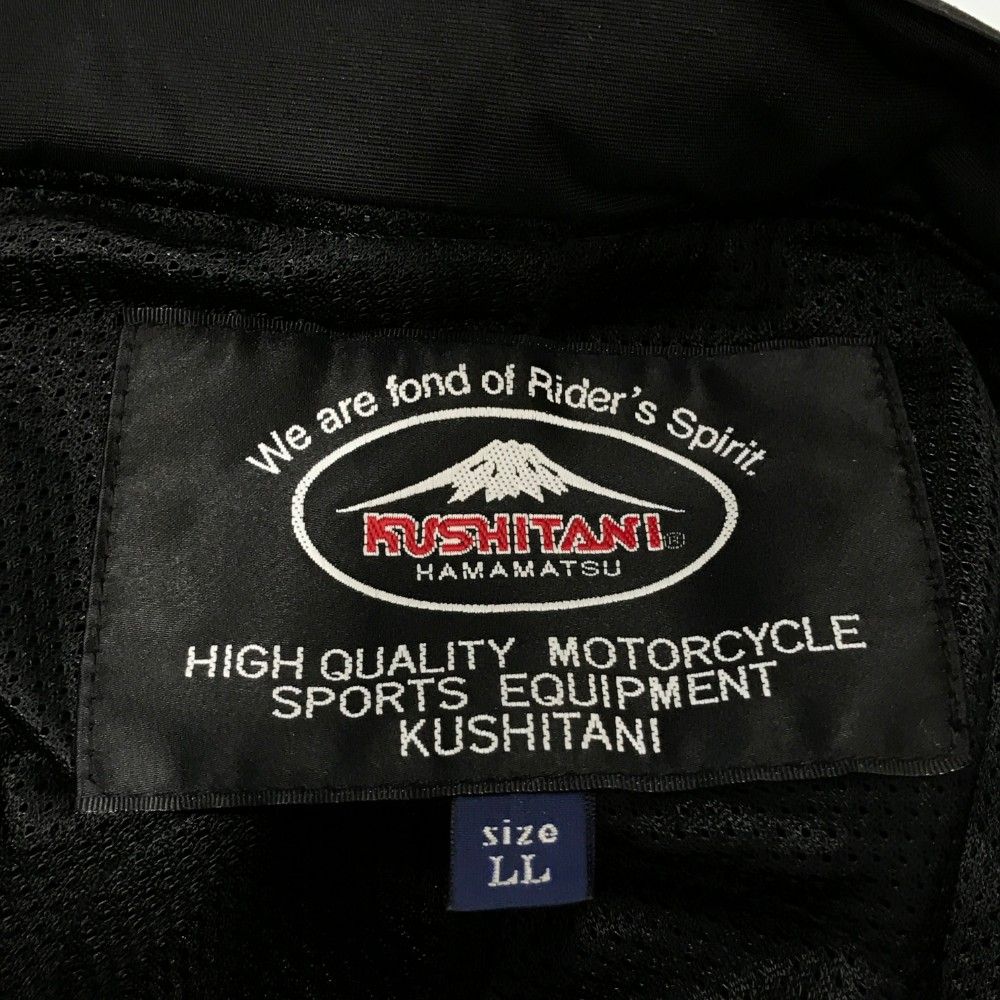 We are fond of Rider's Spirit.
KUSHITANI®
HAMAMATSU
HIGH QUALITY MOTORCYCLE
SPORTS EQUIPMENT
KUSHITANI
size
LL